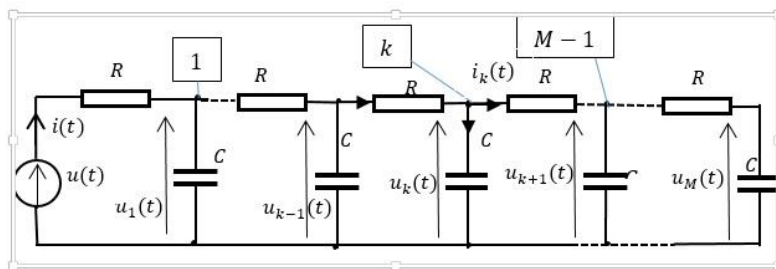 1
k
M − 1
R
R
R
i_k(t)
R
R
i(t)
u(t)
C
C
C
C
C
u_1(t)
u_{k−1}(t)
u_k(t)
u_{k+1}(t)
u_M(t)